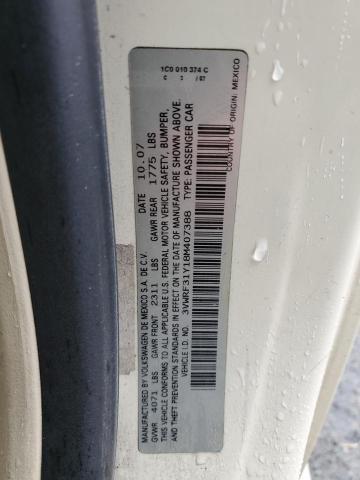 1C0 010 374 C
C 3 /07
MANUFACTURED BY VOLKSWAGEN DE MEXICO S.A. DE C.V. DATE 10.07
GVWR 4071 LBS GAWR FRONT 2311 LBS GAWR REAR 1775 LBS
THIS VEHICLE CONFORMS TO ALL APPLICABLE U.S. FEDERAL MOTOR VEHICLE SAFETY, BUMPER,
AND THEFT PREVENTION STANDARDS IN EFFECT ON THE DATE OF MANUFACTURE SHOWN ABOVE.
VEHICLE I.D. NO. 3VWRF31Y18M407388 TYPE: PASSENGER CAR
COUNTRY OF ORIGIN: MEXICO